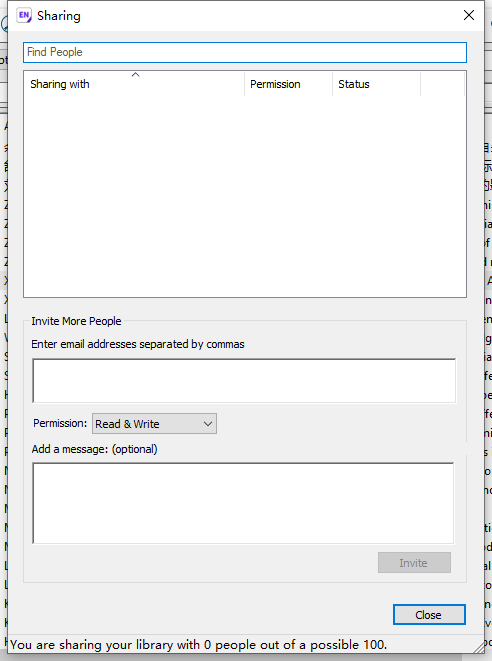 EN
Sharing
Find People
Sharing with Permission Status
Invite More People
Enter email addresses separated by commas
Permission: Read & Write
Add a message: (optional)
Invite
Close
You are sharing your library with 0 people out of a possible 100.